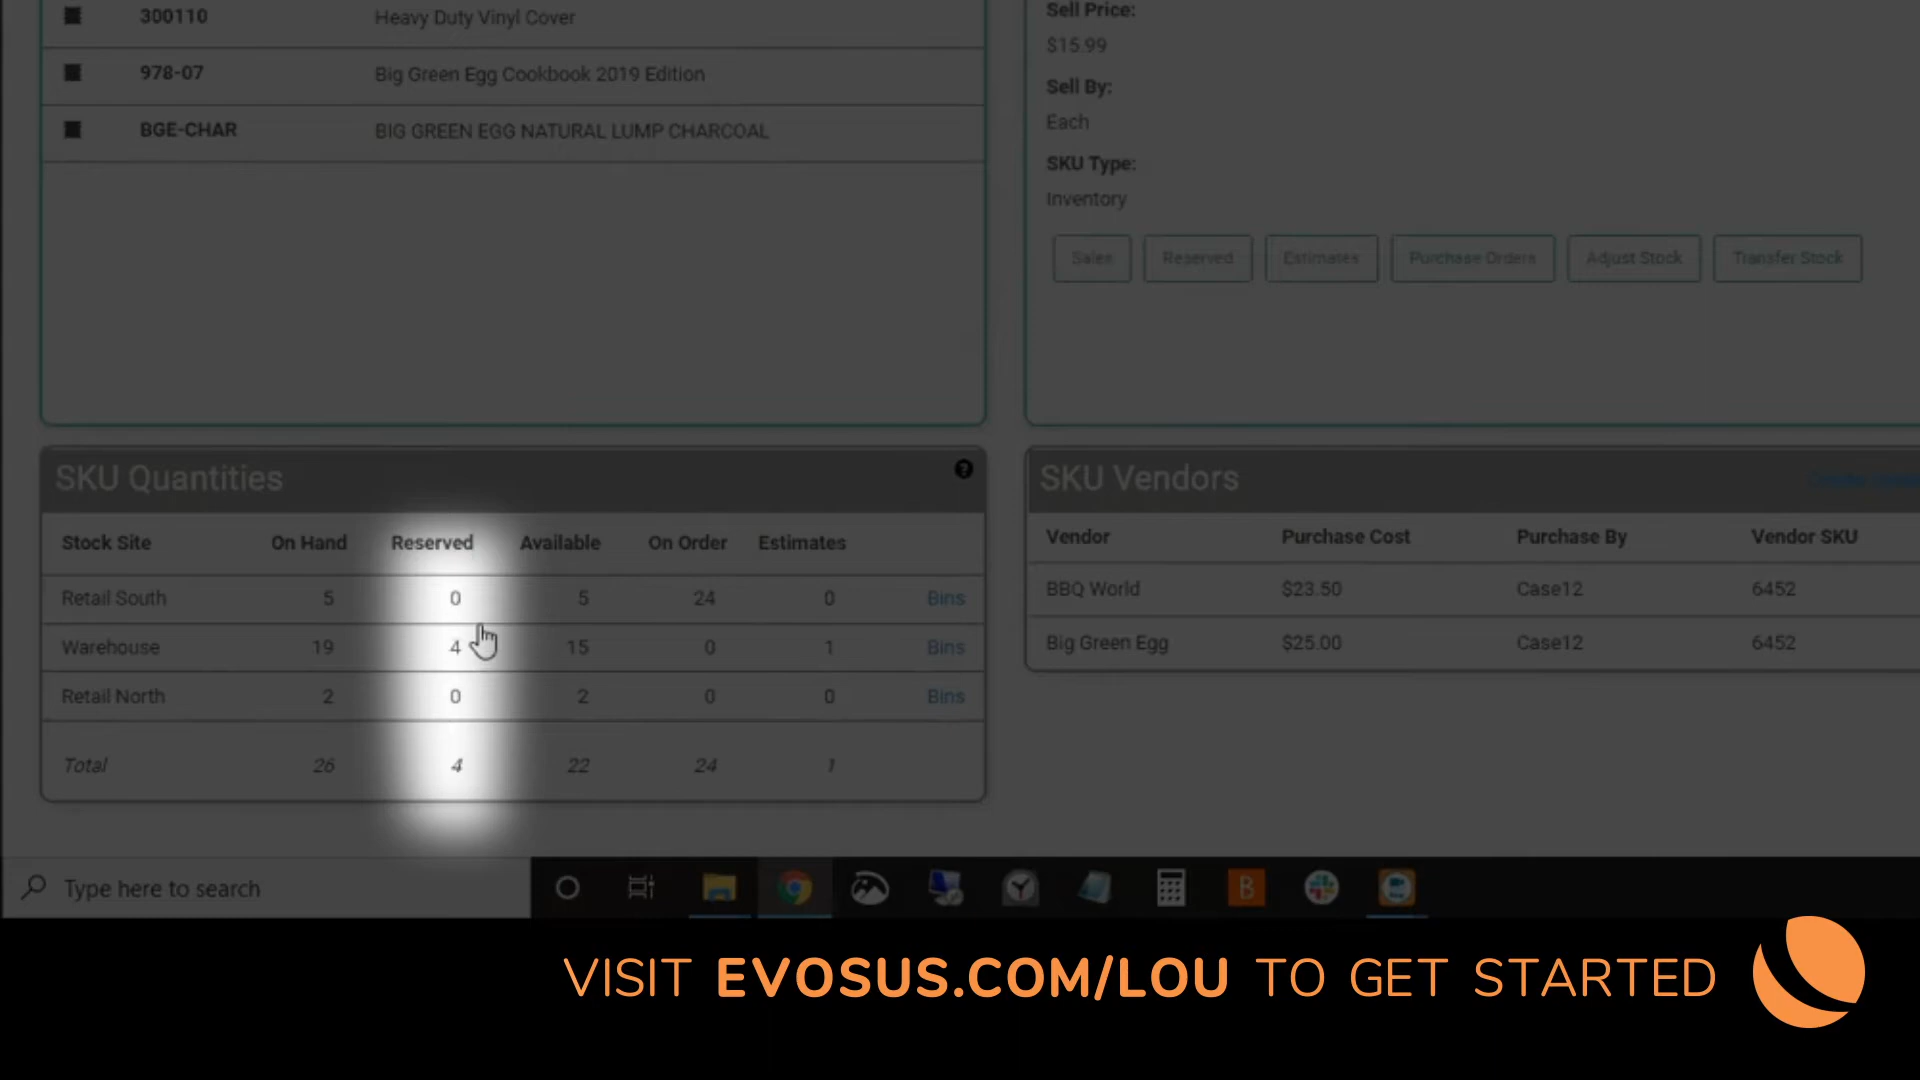 300110 Heavy Duty Vinyl Cover
978-07 Big Green Egg Cookbook 2019 Edition
BGE-CHAR BIG GREEN EGG NATURAL LUMP CHARCOAL
Sell Price:
$15.99
Sell By:
Each
SKU Type:
Inventory
Sales Reserved Estimates Purchase Orders Adjust Stock Transfer Stock
SKU Quantities
Stock Site On Hand Reserved Available On Order Estimates
Retail South 5 0 5 24 0 Bins
Warehouse 19 4 15 0 1 Bins
Retail North 2 0 2 0 0 Bins
Total 26 4 22 24 1
SKU Vendors
Vendor Purchase Cost Purchase By Vendor SKU
BBQ World $23.50 Case12 6452
Big Green Egg $25.00 Case12 6452
Type here to search
B
VISIT EVOSUS.COM/LOU TO GET STARTED